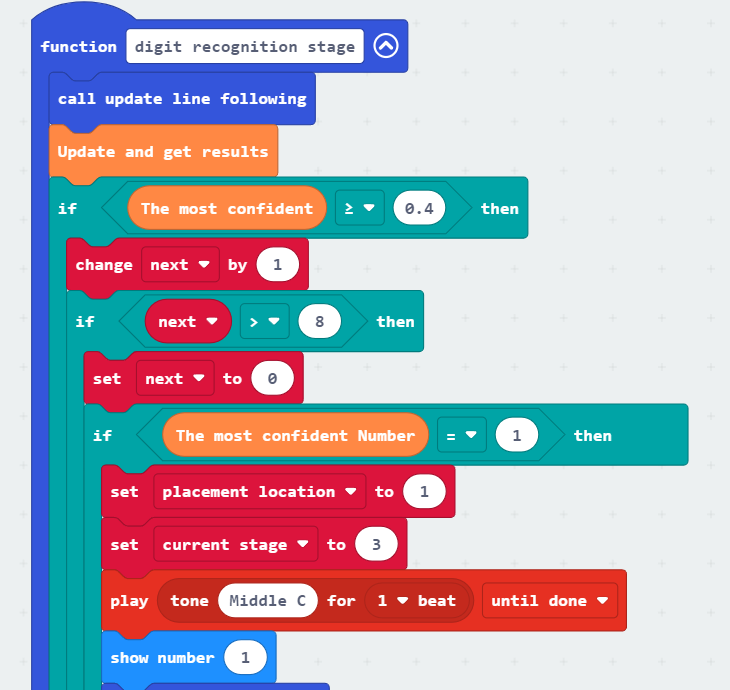 function digit recognition stage
call update line following
Update and get results
if The most confident ≥ 0.4 then
change next by 1
if next > 8 then
set next to 0
if The most confident Number = 1 then
set placement location to 1
set current stage to 3
play tone Middle C for 1 beat until done
show number 1